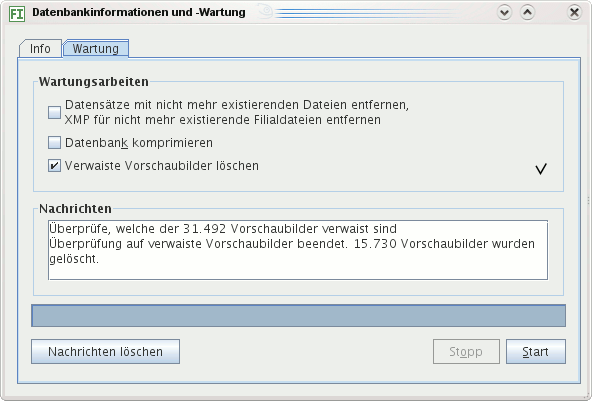 FI Datenbankinformationen und -Wartung
Info Wartung
Wartungsarbeiten
Datensätze mit nicht mehr existierenden Dateien entfernen,
XMP für nicht mehr existierende Filialdateien entfernen
Datenbank komprimieren
Verwaiste Vorschaubilder löschen
Nachrichten
Überprüfe, welche der 31.492 Vorschaubilder verwaist sind
Überprüfung auf verwaiste Vorschaubilder beendet. 15.730 Vorschaubilder wurden
gelöscht.
Nachrichten löschen Stopp Start